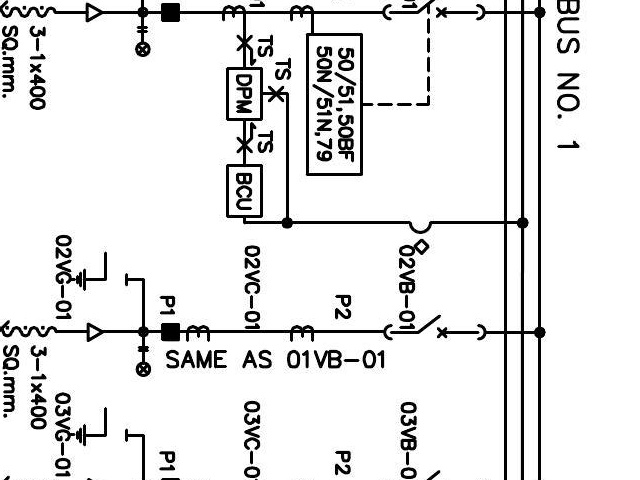 BUS NO. 1
50/51,50BF
50N/51N,79
TS
TS
DPM
TS
BCU
3-1x400
SQ.mm.
02VG-01
02VC-01
02VB-01
P1
P2
SAME AS 01VB-01
3-1x400
SQ.mm.
03VG-01
03VC-0
03VB-0
P1
P2